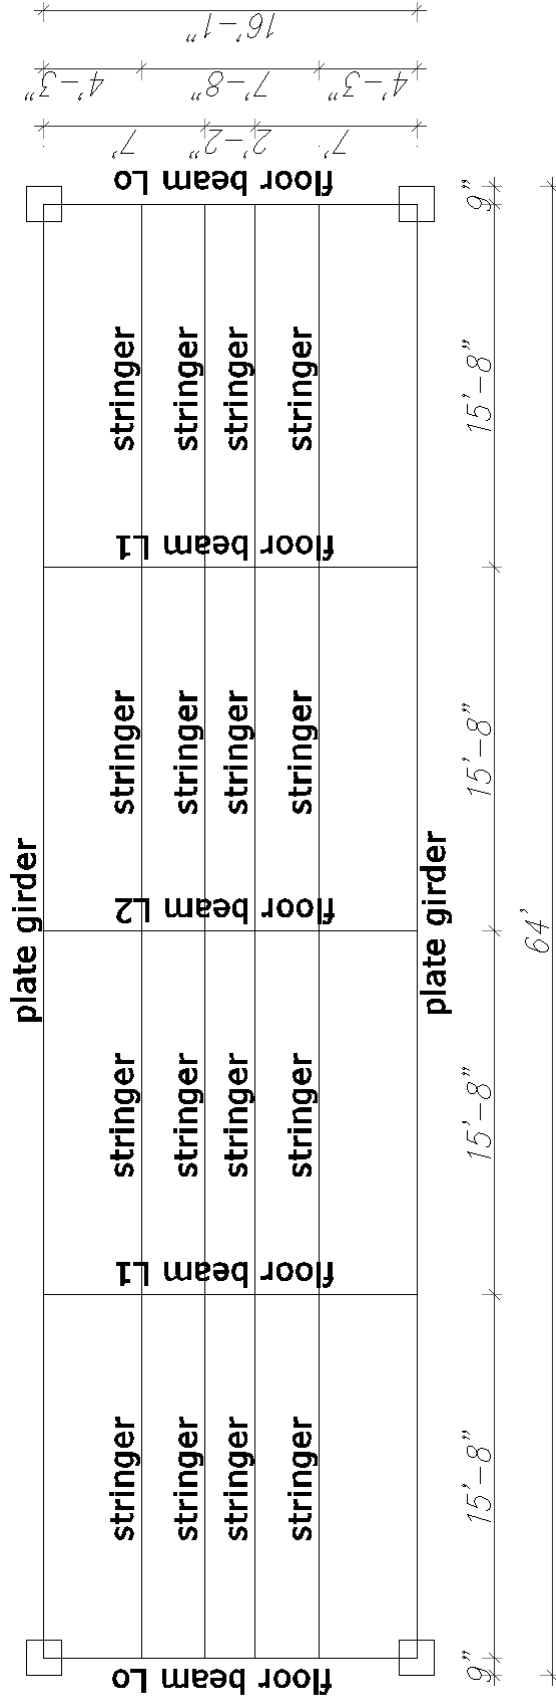 16'-1"
4'-3"
7'-8"
4'-3"
7'
2'-2"
7'
floor beam Lo
9"
stringer
stringer
stringer
stringer
15'-8"
floor beam L1
stringer
stringer
stringer
stringer
15'-8"
plate girder
floor beam L2
plate girder
64'
stringer
stringer
stringer
stringer
15'-8"
floor beam L1
stringer
stringer
stringer
stringer
15'-8"
floor beam Lo
9"